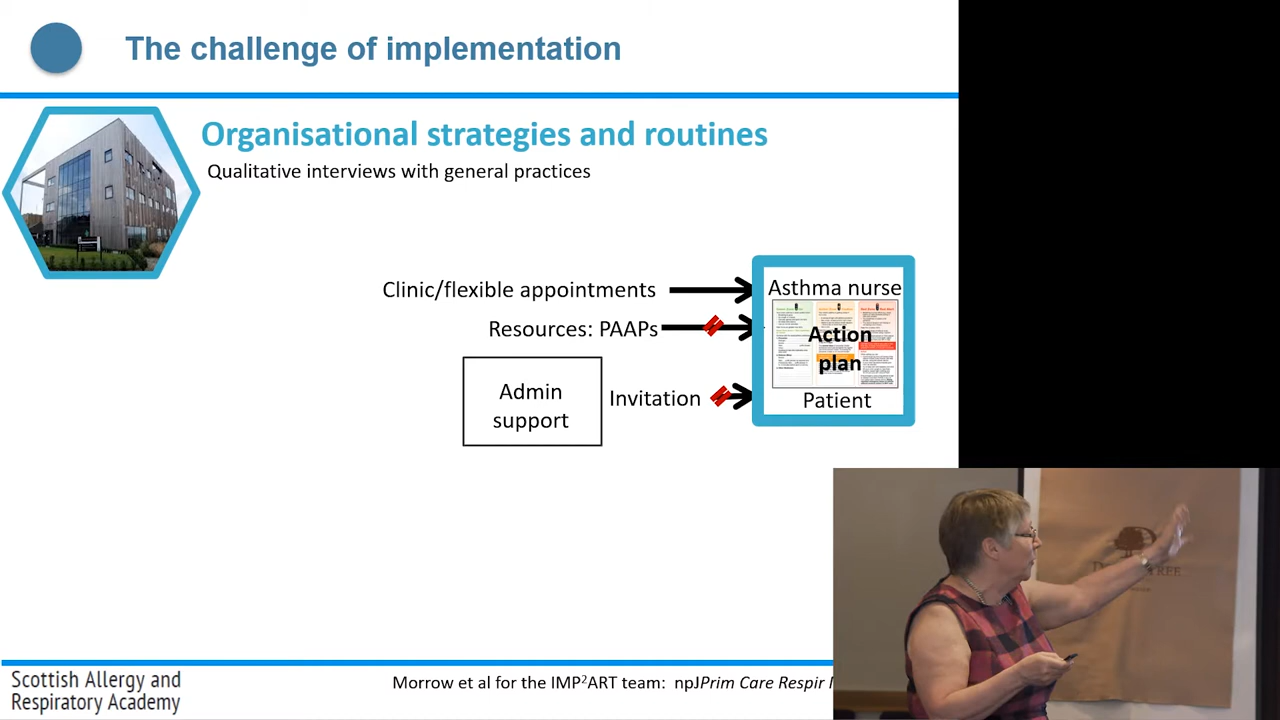 The challenge of implementation
Organisational strategies and routines
Qualitative interviews with general practices
Clinic/flexible appointments
Asthma nurse
Resources: PAAPs
Action
plan
Admin
support
Invitation
Patient
Scottish Allergy and
Respiratory Academy
Morrow et al for the IMP²ART team: npJPrim Care Respir